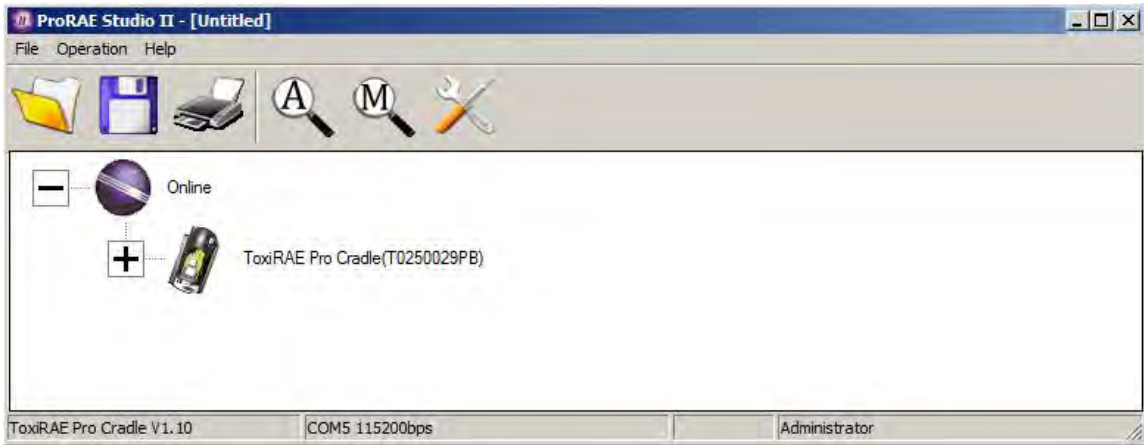 ProRAE Studio II - [Untitled]
File Operation Help
A M
Online
ToxiRAE Pro Cradle(T0250029PB)
ToxiRAE Pro Cradle V1.10 COM5 115200bps Administrator